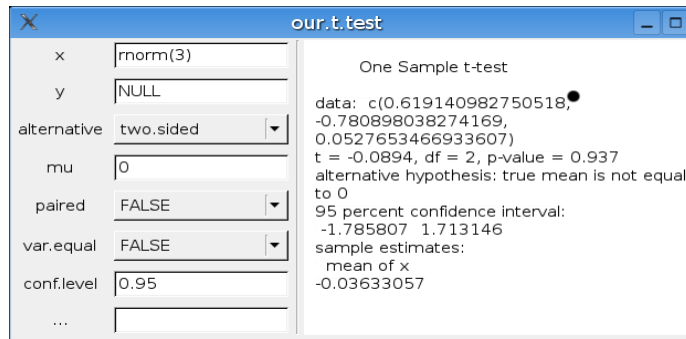 our.t.test
x rnorm(3)
y NULL
alternative two.sided
mu 0
paired FALSE
var.equal FALSE
conf.level 0.95
...
One Sample t-test
data: c(0.619140982750518,
-0.780898038274169,
0.0527653466933607)
t = -0.0894, df = 2, p-value = 0.937
alternative hypothesis: true mean is not equal
to 0
95 percent confidence interval:
-1.785807 1.713146
sample estimates:
mean of x
-0.03633057